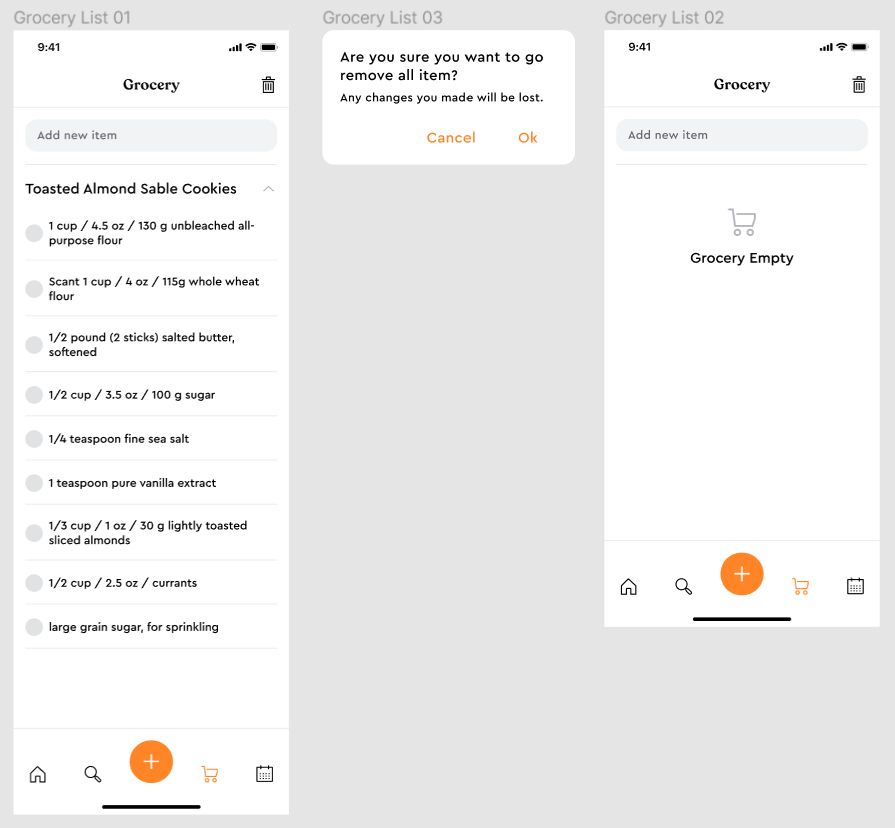 Grocery List 01
9:41
Grocery
Add new item
Toasted Almond Sable Cookies
1 cup / 4.5 oz / 130 g unbleached all-
purpose flour
Scant 1 cup / 4 oz / 115g whole wheat
flour
1/2 pound (2 sticks) salted butter,
softened
1/2 cup / 3.5 oz / 100 g sugar
1/4 teaspoon fine sea salt
1 teaspoon pure vanilla extract
1/3 cup / 1 oz / 30 g lightly toasted
sliced almonds
1/2 cup / 2.5 oz / currants
large grain sugar, for sprinkling
Grocery List 03
Are you sure you want to go
remove all item?
Any changes you made will be lost.
Cancel
Ok
Grocery List 02
9:41
Grocery
Add new item
Grocery Empty